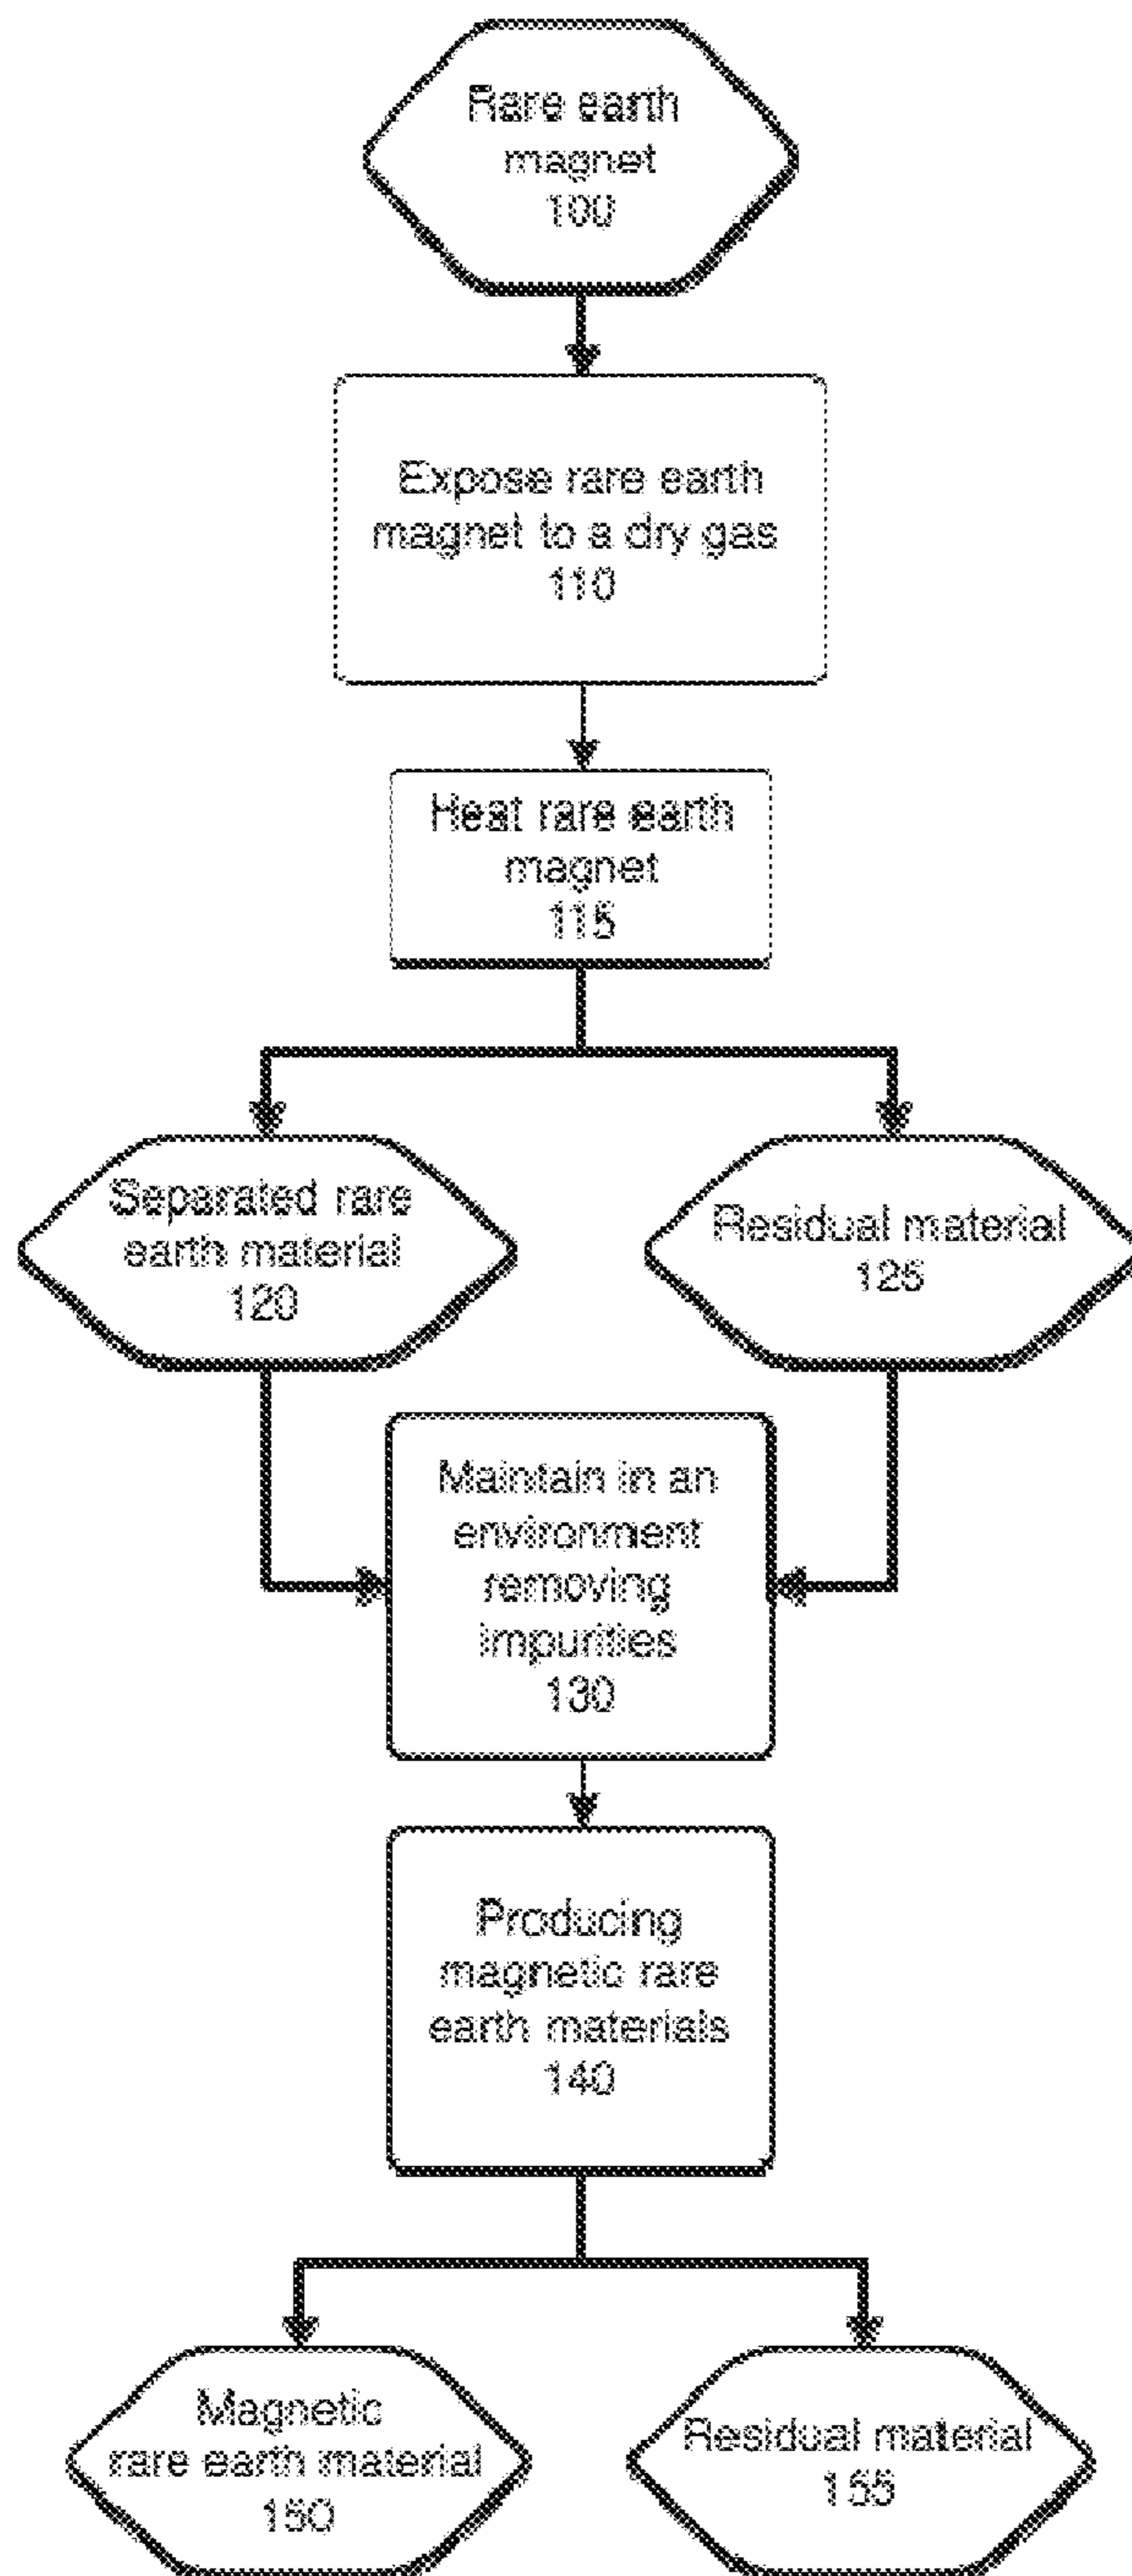 Rare earth
magnet
100
Expose rare earth
magnet to a dry gas
110
Heat rare earth
magnet
115
Separated rare
earth material
120
Residual material
125
Maintain in an
environment
removing
impurities
130
Producing
magnetic rare
earth materials
140
Magnetic
rare earth material
150
Residual material
155